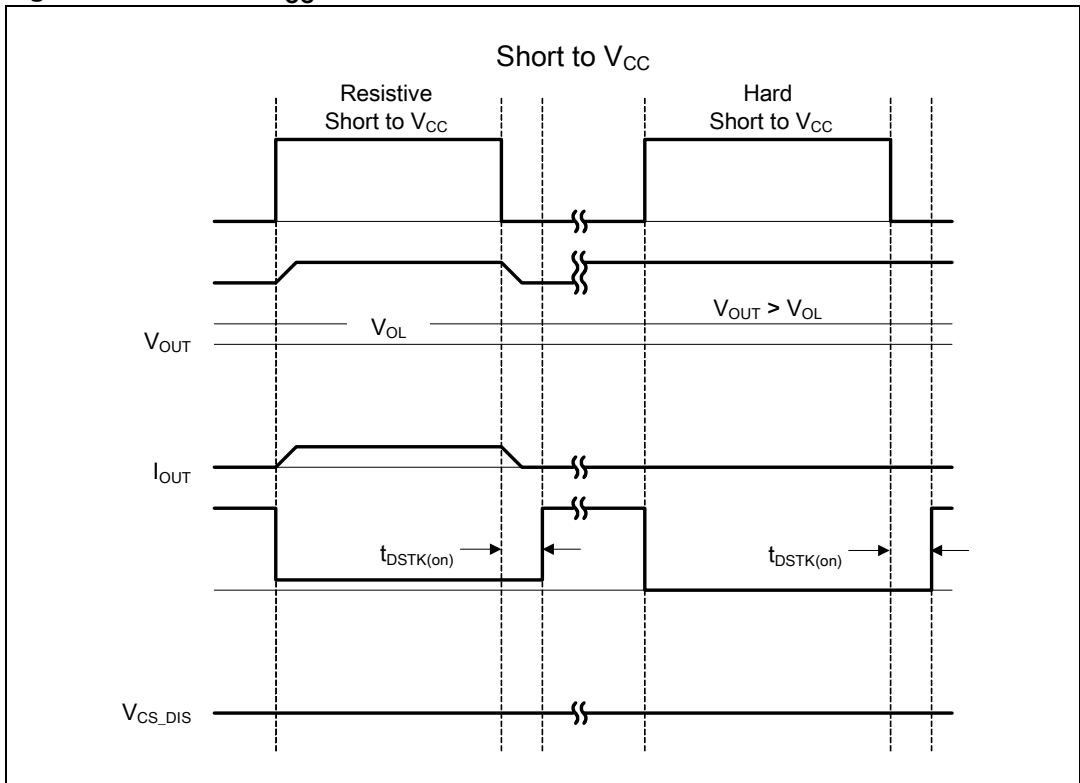 Short to VCC
Resistive
Short to VCC
Hard
Short to VCC
VOUT > VOL
VOL
VOUT
IOUT
tDSTK(on)
tDSTK(on)
VCS_DIS